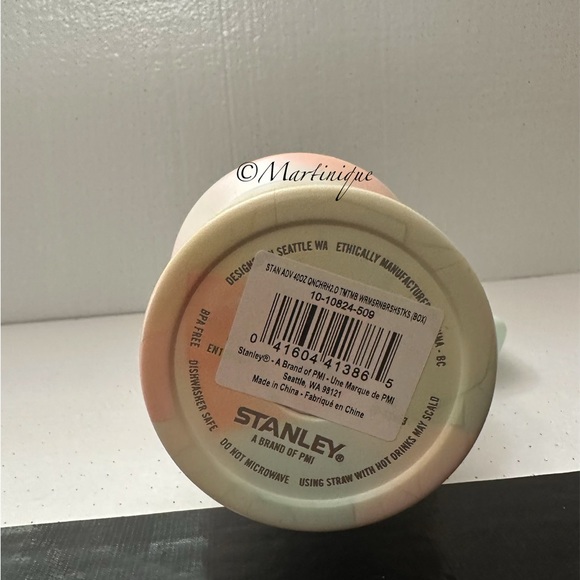 ©Martinique
DESIGNED IN SEATTLE WA ETHICALLY MANUFACTURED
- BC
BPA FREE
DISHWASHER SAFE
DO NOT MICROWAVE
USING STRAW WITH HOT DRINKS MAY SCALD
STAN ADV 40OZ QNCHRH2.O TMTMB WRMSRNBRSHSTKS (BOX)
10-10824-509
0 41604 41386 5
Stanley® - A Brand of PMI - Une Marque de PMI
Seattle, WA 98121
Made in China - Fabriqué en Chine
STANLEY®
A BRAND OF PMI